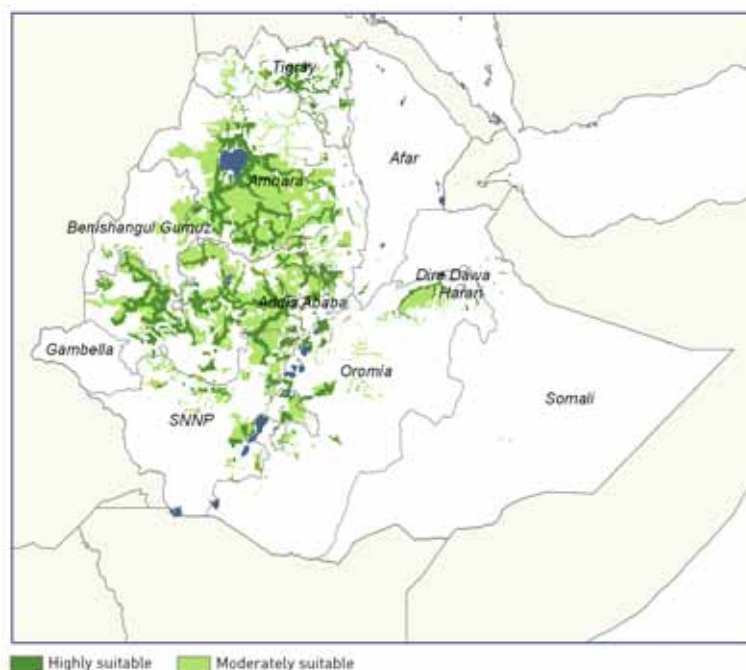 Tigray
Afar
Amhara
Benishangul Gumuz
Dire Dawa
Harari
Addis Ababa
Gambella
Oromia
Somali
SNNP
Highly suitable
Moderately suitable